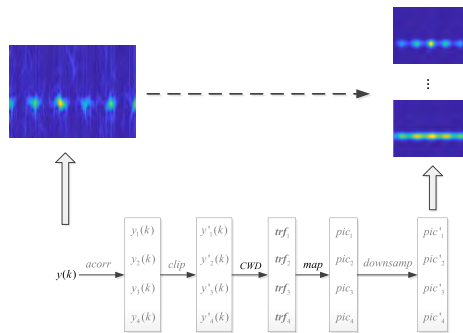 ⋮
y(k)
acorr
y₁(k)
y₂(k)
y₃(k)
y₄(k)
clip
y'₁(k)
y'₂(k)
y'₃(k)
y'₄(k)
CWD
trf₁
trf₂
trf₃
trf₄
map
pic₁
pic₂
pic₃
pic₄
downsamp
pic'₁
pic'₂
pic'₃
pic'₄